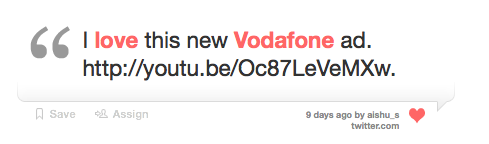 I love this new Vodafone ad.
http://youtu.be/Oc87LeVeMXw.
Save Assign 9 days ago by aishu_s
twitter.com